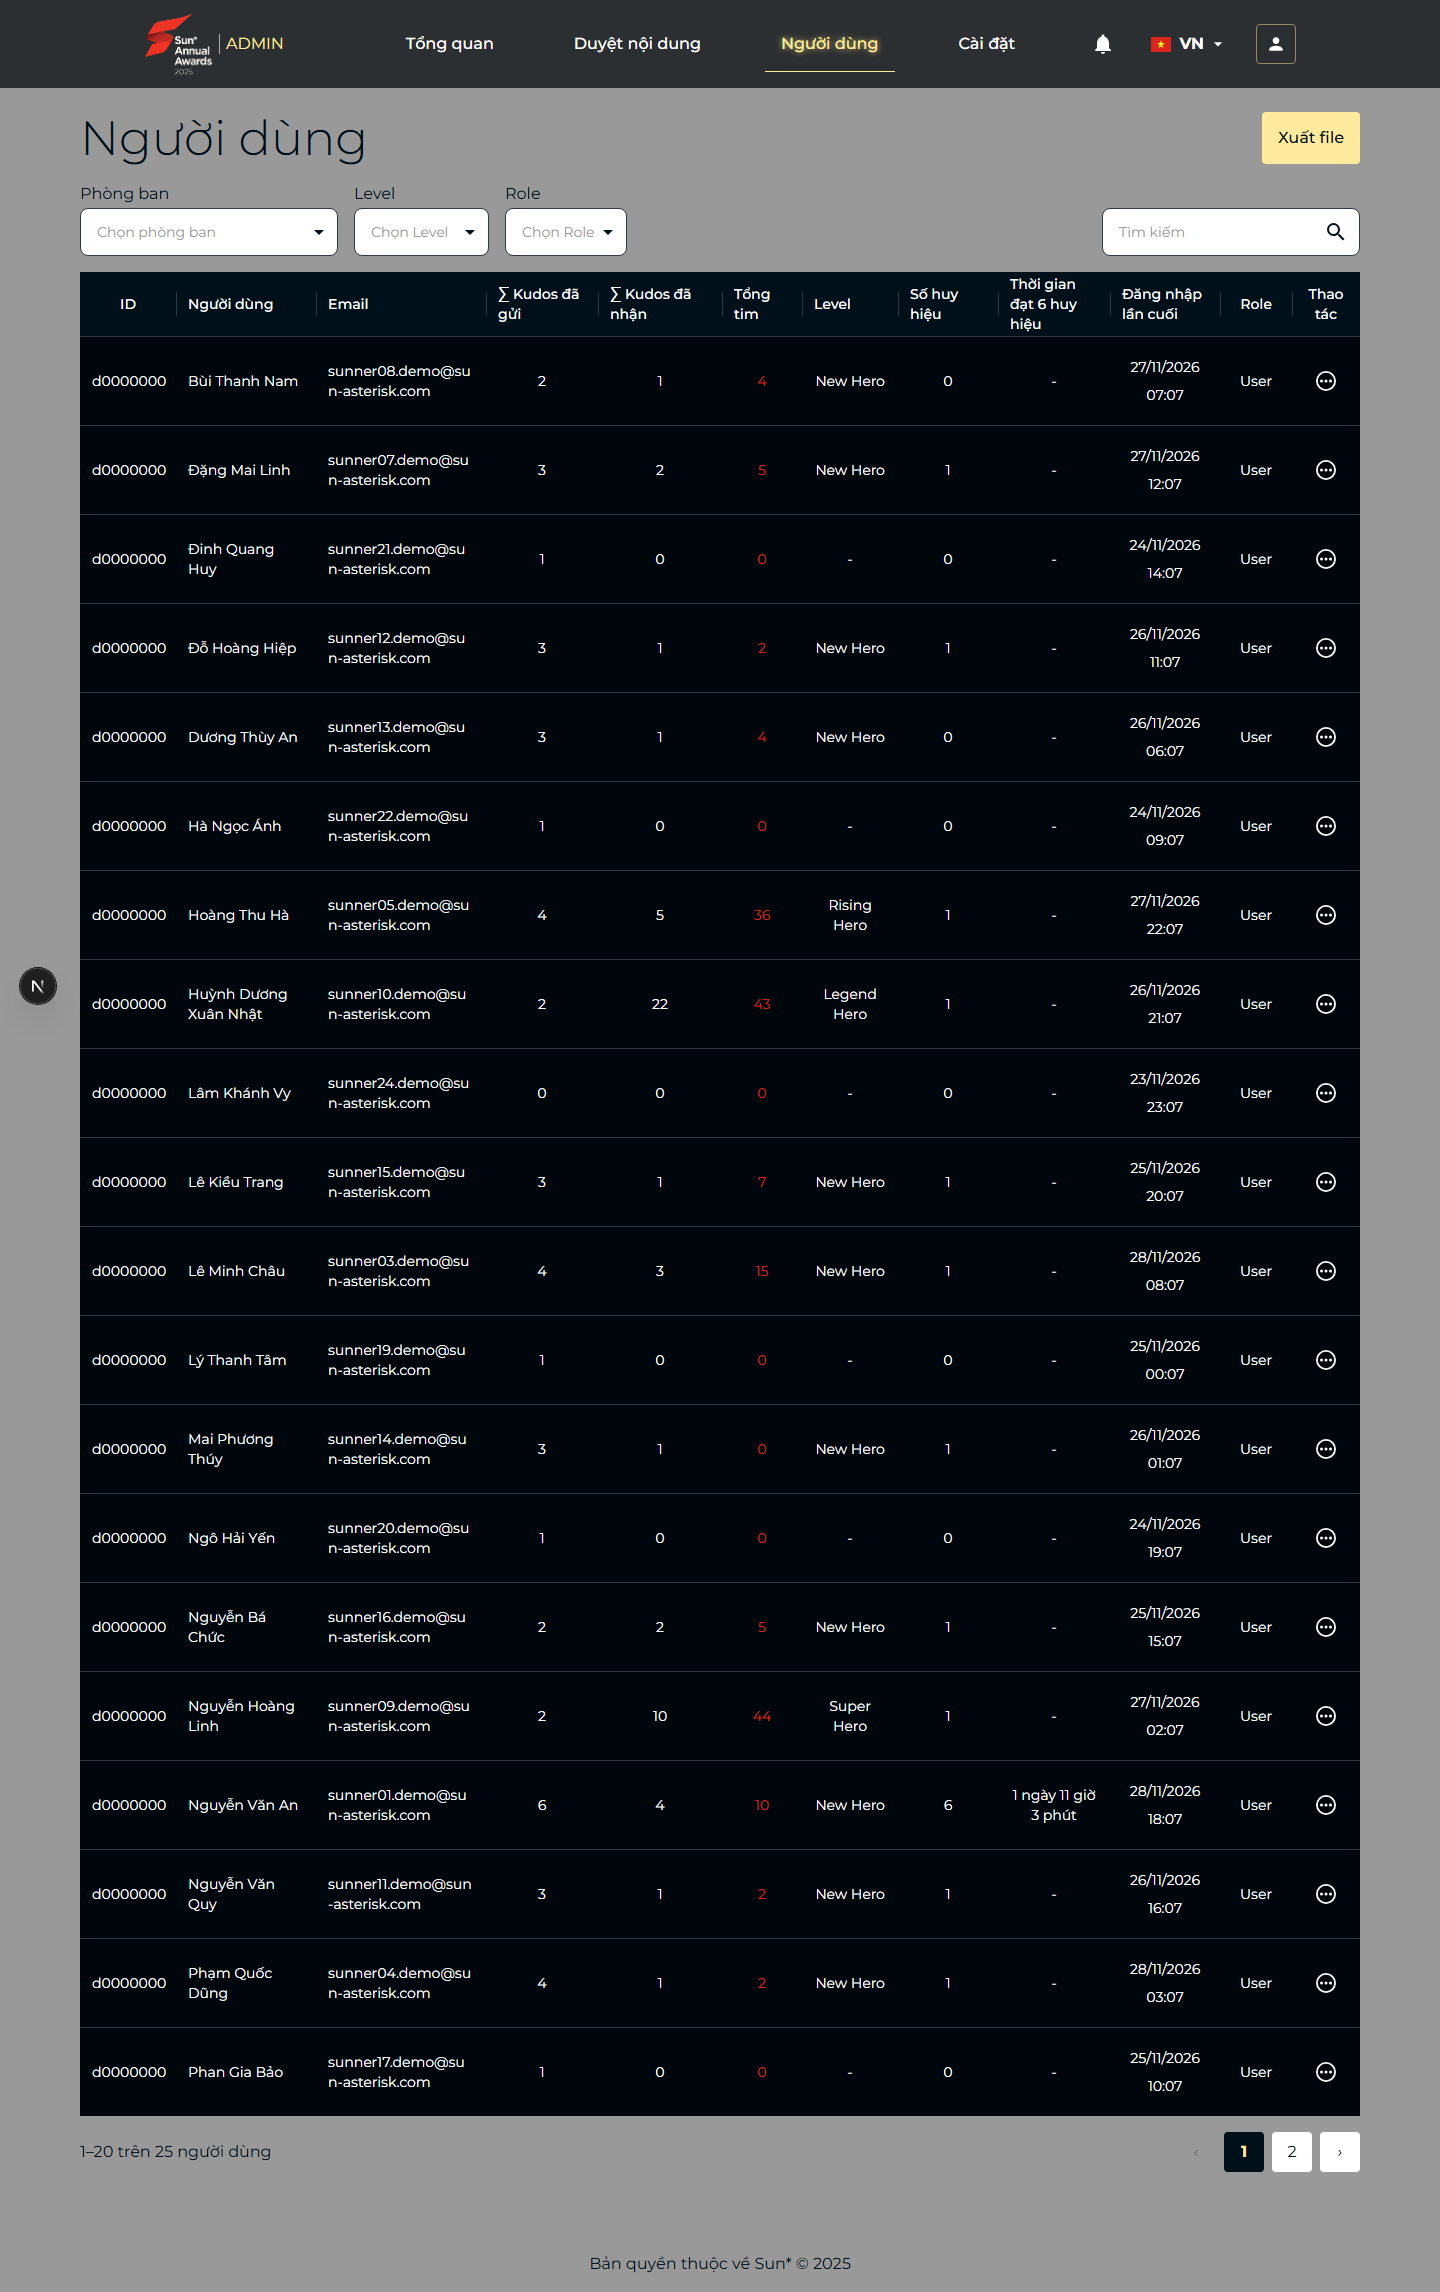 Sun*
Annual
Awards
2025
ADMIN
Tổng quan
Duyệt nội dung
Người dùng
Cài đặt
VN
Người dùng
Xuất file
Phòng ban
Level
Role
Chọn phòng ban
Chọn Level
Chọn Role
Tìm kiếm
ID
Người dùng
Email
∑ Kudos đã
gửi
∑ Kudos đã
nhận
Tổng
tim
Level
Số huy
hiệu
Thời gian
đạt 6 huy
hiệu
Đăng nhập
lần cuối
Role
Thao
tác
d0000000 Bùi Thanh Nam sunner08.demo@su
n-asterisk.com 2 1 4 New Hero 0 - 27/11/2026
07:07 User
d0000000 Đặng Mai Linh sunner07.demo@su
n-asterisk.com 3 2 5 New Hero 1 - 27/11/2026
12:07 User
d0000000 Đinh Quang
Huy sunner21.demo@su
n-asterisk.com 1 0 0 - 0 - 24/11/2026
14:07 User
d0000000 Đỗ Hoàng Hiệp sunner12.demo@su
n-asterisk.com 3 1 2 New Hero 1 - 26/11/2026
11:07 User
d0000000 Dương Thùy An sunner13.demo@su
n-asterisk.com 3 1 4 New Hero 0 - 26/11/2026
06:07 User
d0000000 Hà Ngọc Ánh sunner22.demo@su
n-asterisk.com 1 0 0 - 0 - 24/11/2026
09:07 User
d0000000 Hoàng Thu Hà sunner05.demo@su
n-asterisk.com 4 5 36 Rising
Hero 1 - 27/11/2026
22:07 User
d0000000 Huỳnh Dương
Xuân Nhật sunner10.demo@su
n-asterisk.com 2 22 43 Legend
Hero 1 - 26/11/2026
21:07 User
d0000000 Lâm Khánh Vy sunner24.demo@su
n-asterisk.com 0 0 0 - 0 - 23/11/2026
23:07 User
d0000000 Lê Kiều Trang sunner15.demo@su
n-asterisk.com 3 1 7 New Hero 1 - 25/11/2026
20:07 User
d0000000 Lê Minh Châu sunner03.demo@su
n-asterisk.com 4 3 15 New Hero 1 - 28/11/2026
08:07 User
d0000000 Lý Thanh Tâm sunner19.demo@su
n-asterisk.com 1 0 0 - 0 - 25/11/2026
00:07 User
d0000000 Mai Phương
Thúy sunner14.demo@su
n-asterisk.com 3 1 0 New Hero 1 - 26/11/2026
01:07 User
d0000000 Ngô Hải Yến sunner20.demo@su
n-asterisk.com 1 0 0 - 0 - 24/11/2026
19:07 User
d0000000 Nguyễn Bá
Chức sunner16.demo@su
n-asterisk.com 2 2 5 New Hero 1 - 25/11/2026
15:07 User
d0000000 Nguyễn Hoàng
Linh sunner09.demo@su
n-asterisk.com 2 10 44 Super
Hero 1 - 27/11/2026
02:07 User
d0000000 Nguyễn Văn An sunner01.demo@su
n-asterisk.com 6 4 10 New Hero 6 1 ngày 11 giờ
3 phút 28/11/2026
18:07 User
d0000000 Nguyễn Văn
Quy sunner11.demo@sun
-asterisk.com 3 1 2 New Hero 1 - 26/11/2026
16:07 User
d0000000 Phạm Quốc
Dũng sunner04.demo@su
n-asterisk.com 4 1 2 New Hero 1 - 28/11/2026
03:07 User
d0000000 Phan Gia Bảo sunner17.demo@su
n-asterisk.com 1 0 0 - 0 - 25/11/2026
10:07 User
N
1–20 trên 25 người dùng
‹ 1 2 ›
Bản quyền thuộc về Sun* © 2025